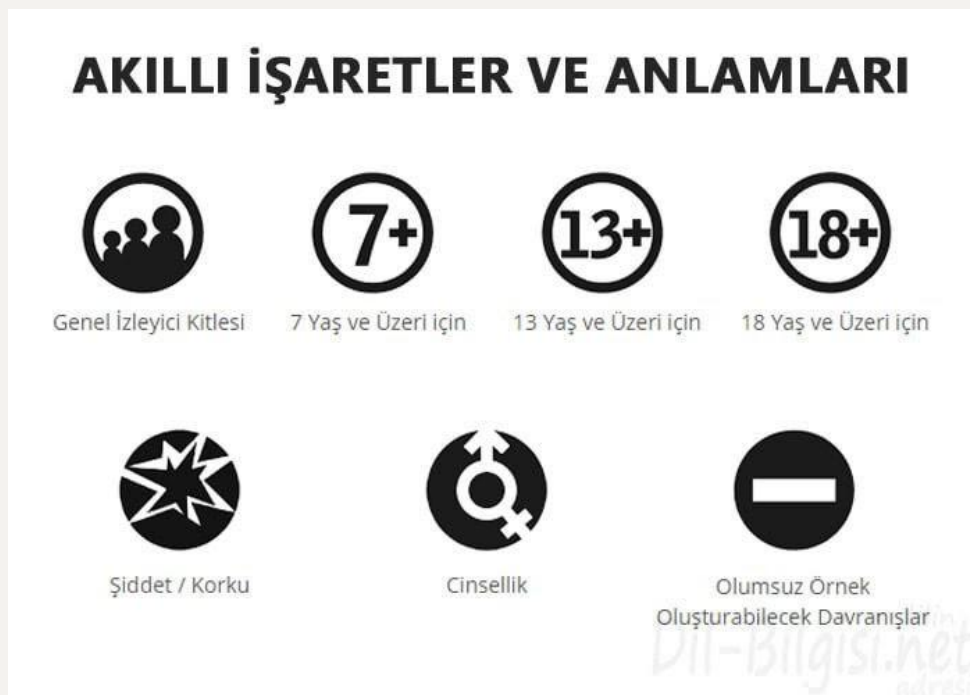 AKILLI İŞARETLER VE ANLAMLARI
7+ 13+ 18+
Genel İzleyici Kitlesi 7 Yaş ve Üzeri için 13 Yaş ve Üzeri için 18 Yaş ve Üzeri için
Şiddet / Korku Cinsellik Olumsuz Örnek
Oluşturabilecek Davranışlar
Dil-Bilgisi.net